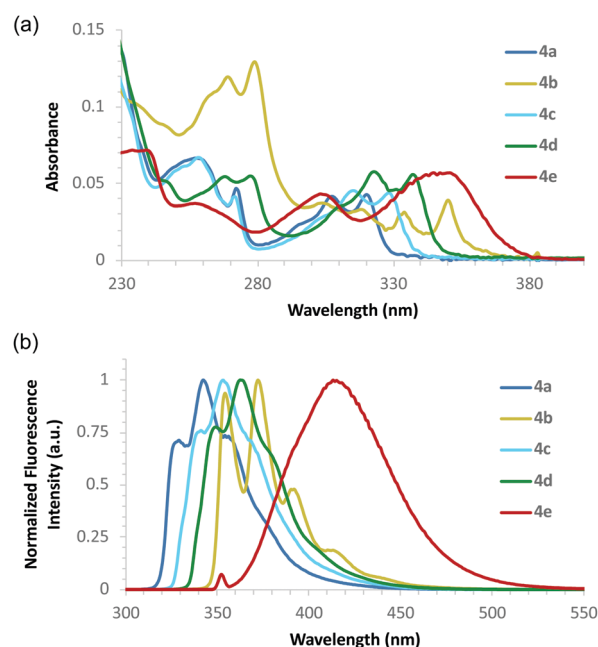 (a)
0.15
0.1
0.05
0
Absorbance
230
280
330
380
Wavelength (nm)
4a
4b
4c
4d
4e
(b)
1
0.75
0.5
0.25
0
Normalized Fluorescence
Intensity (a.u.)
300
350
400
450
500
550
Wavelength (nm)
4a
4b
4c
4d
4e